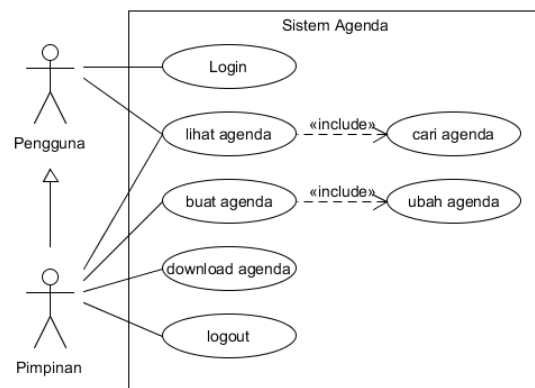 Sistem Agenda
Login
Pengguna
lihat agenda
«include»
cari agenda
buat agenda
«include»
ubah agenda
download agenda
logout
Pimpinan